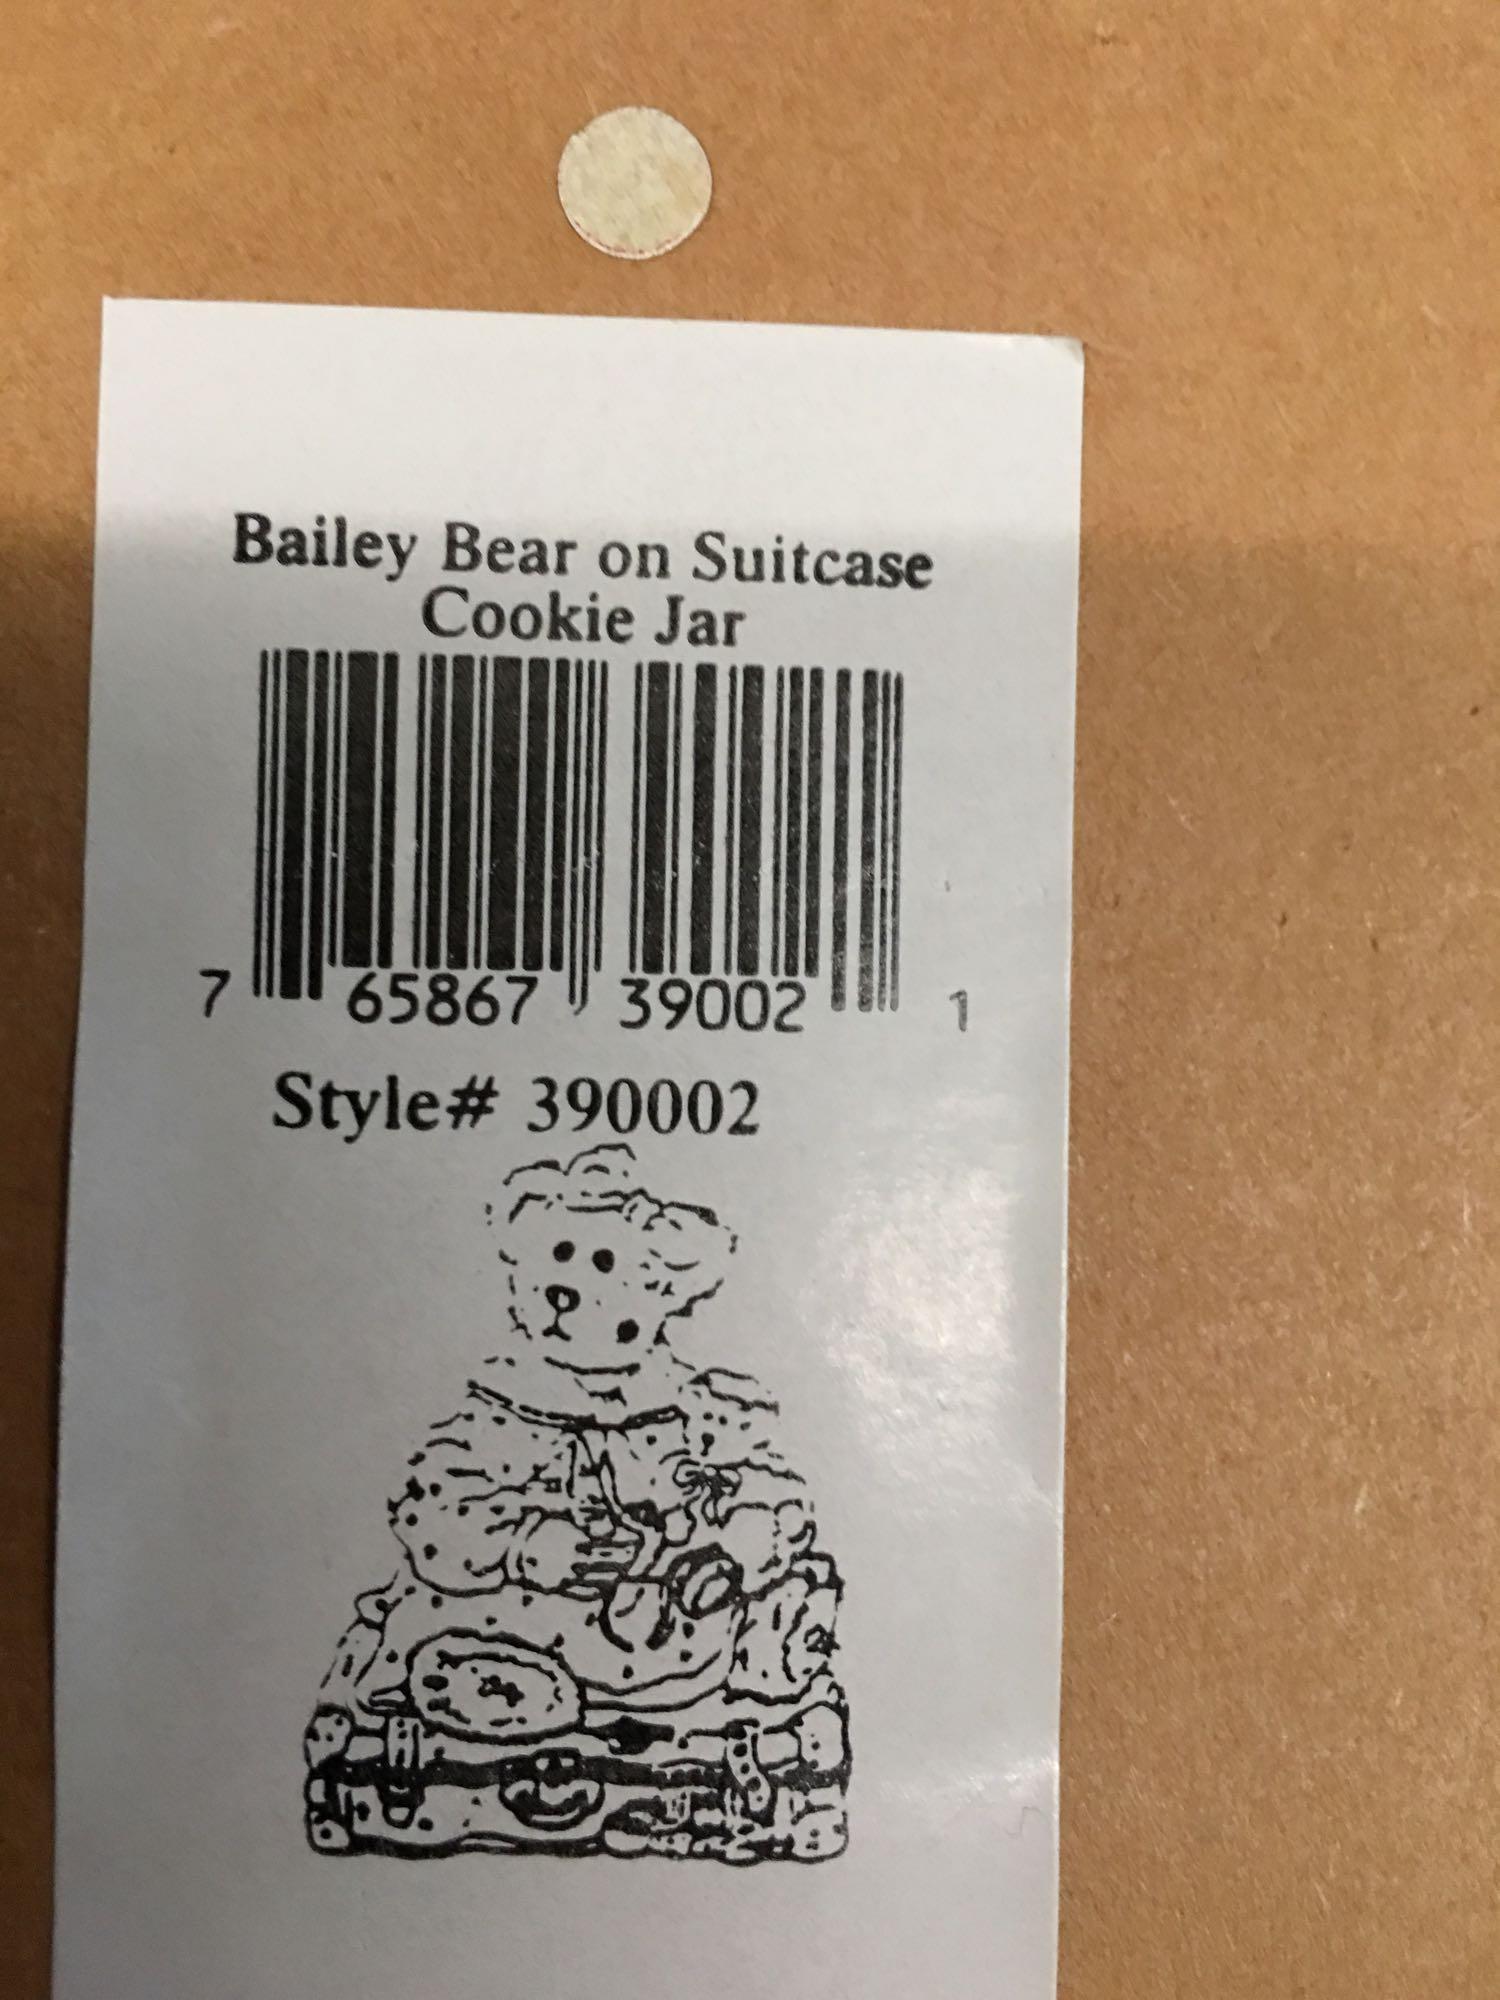 Bailey Bear on Suitcase
Cookie Jar
7 65867 39002 1
Style# 390002